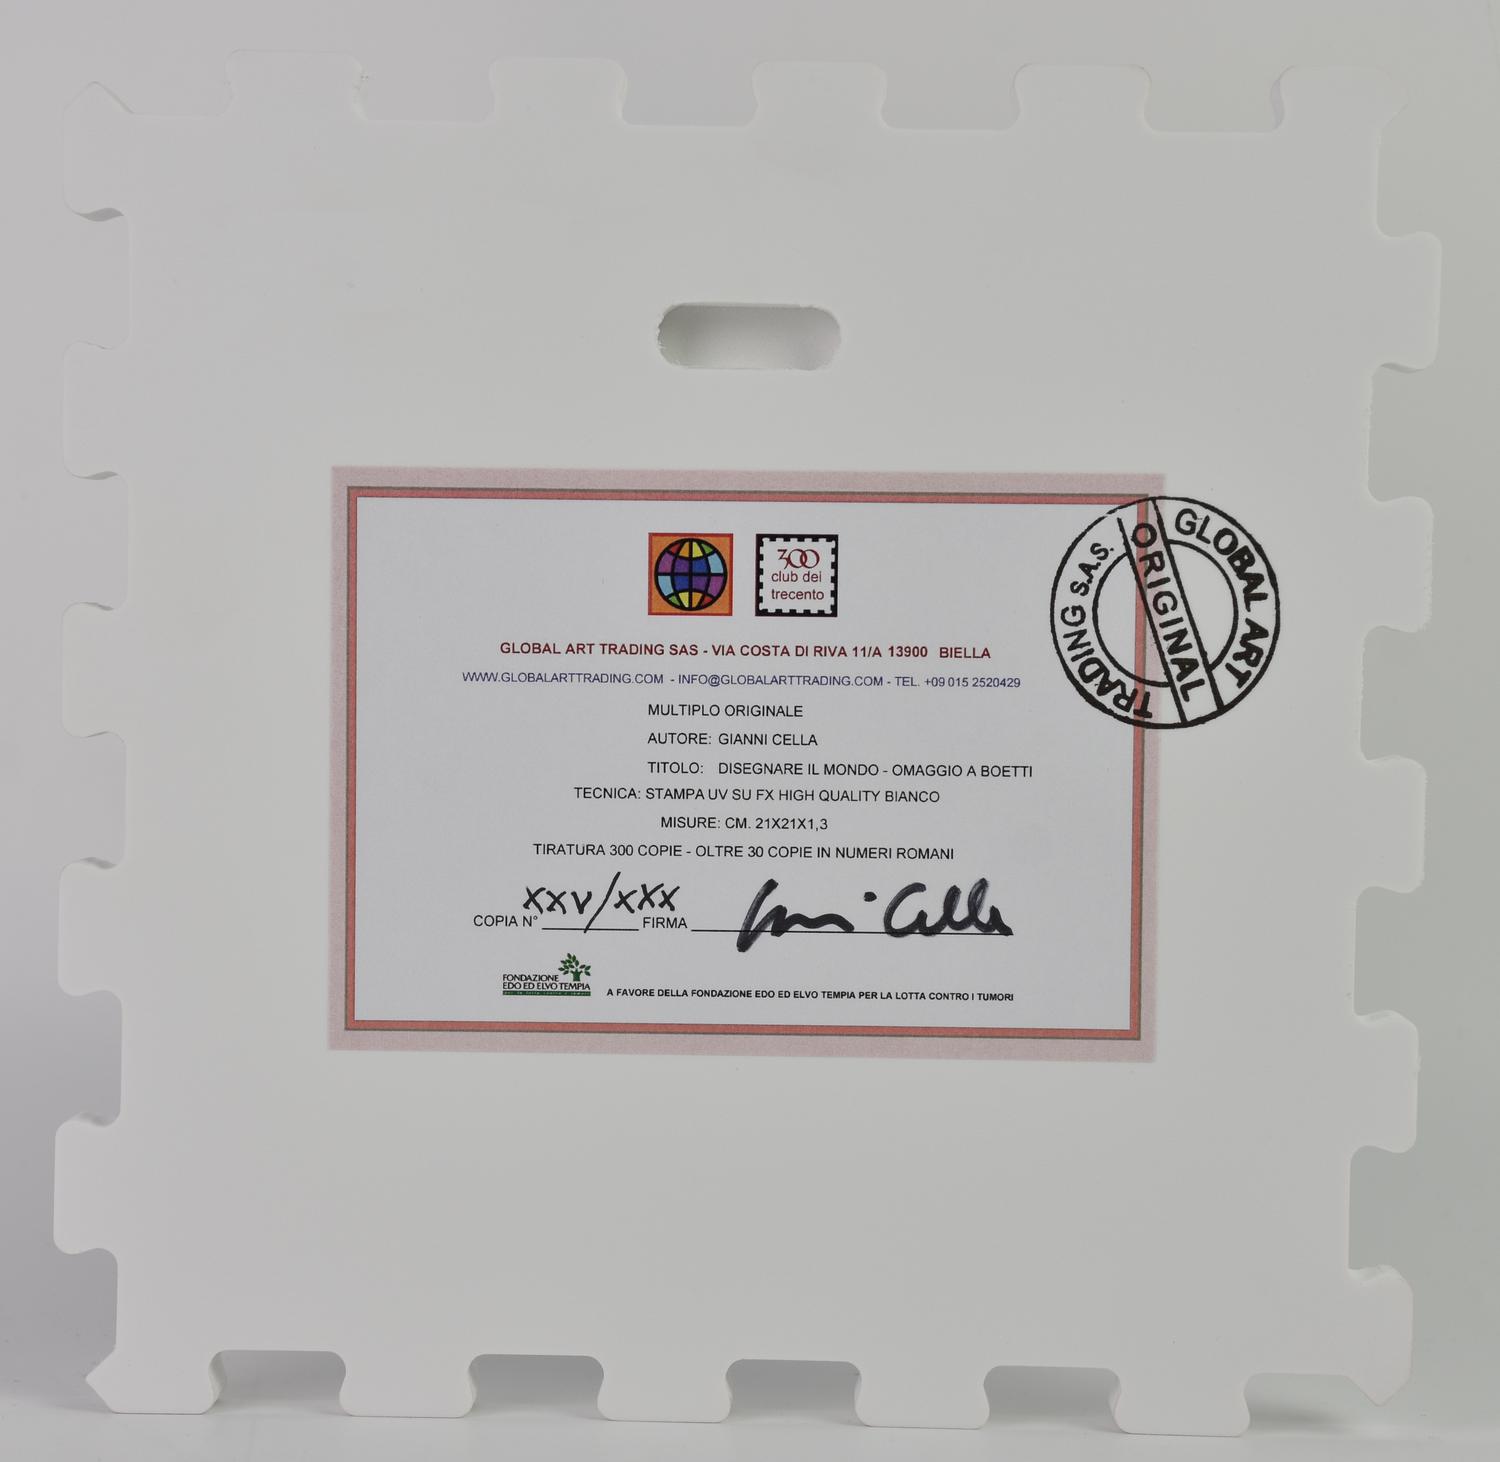 300
club dei
trecento
GLOBAL ART TRADING SAS - VIA COSTA DI RIVA 11/A 13900 BIELLA
WWW.GLOBALARTTRADING.COM - INFO@GLOBALARTTRADING.COM - TEL. +09 015 2520429
MULTIPLO ORIGINALE
AUTORE: GIANNI CELLA
TITOLO: DISEGNARE IL MONDO - OMAGGIO A BOETTI
TECNICA: STAMPA UV SU FX HIGH QUALITY BIANCO
MISURE: CM. 21X21X1,3
TIRATURA 300 COPIE - OLTRE 30 COPIE IN NUMERI ROMANI
COPIA N° XXV/XXX FIRMA Gianni Cella
FONDAZIONE
EDO ED ELVO TEMPIA
A FAVORE DELLA FONDAZIONE EDO ED ELVO TEMPIA PER LA LOTTA CONTRO I TUMORI
GLOBAL ART
TRADING S.A.S.
ORIGINAL